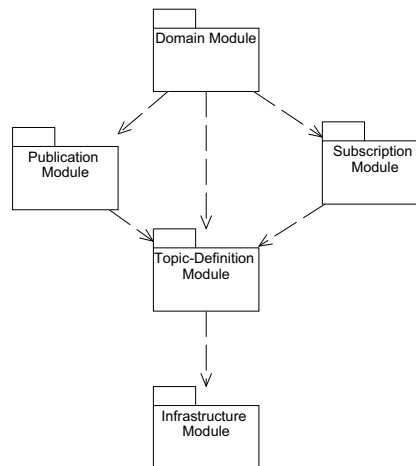 Domain Module
Publication
Module
Subscription
Module
Topic-Definition
Module
Infrastructure
Module